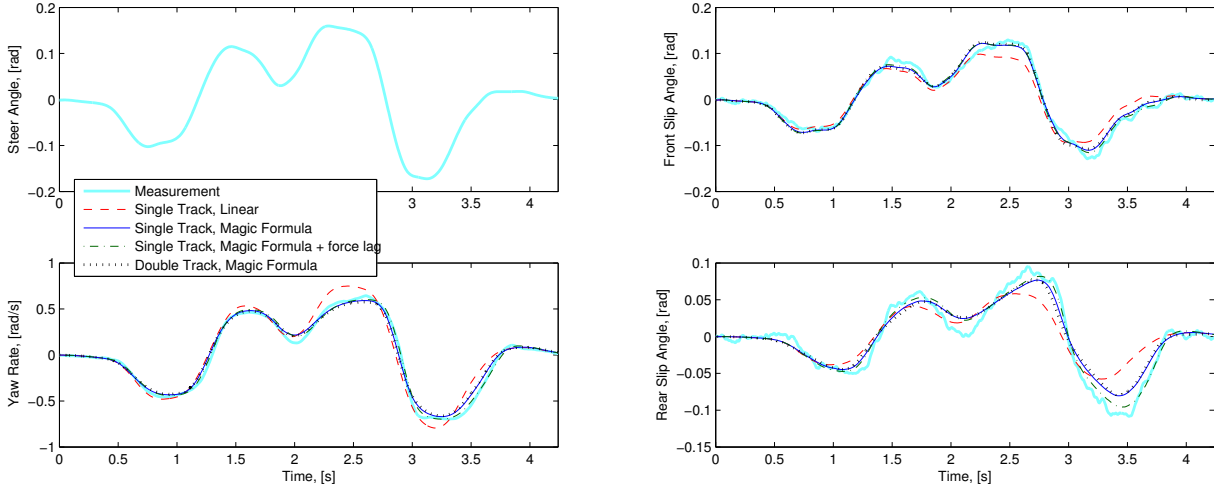 0.2
0.1
0
−0.1
−0.2
Steer Angle, [rad]
0 0.5 1 1.5 2 2.5 3 3.5 4
0.2
0.1
0
−0.1
−0.2
Front Slip Angle, [rad]
0 0.5 1 1.5 2 2.5 3 3.5 4
Measurement
Single Track, Linear
Single Track, Magic Formula
Single Track, Magic Formula + force lag
Double Track, Magic Formula
1
0.5
0
−0.5
−1
Yaw Rate, [rad/s]
0 0.5 1 1.5 2 2.5 3 3.5 4
Time, [s]
0.1
0.05
0
−0.05
−0.1
−0.15
Rear Slip Angle, [rad]
0 0.5 1 1.5 2 2.5 3 3.5 4
Time, [s]